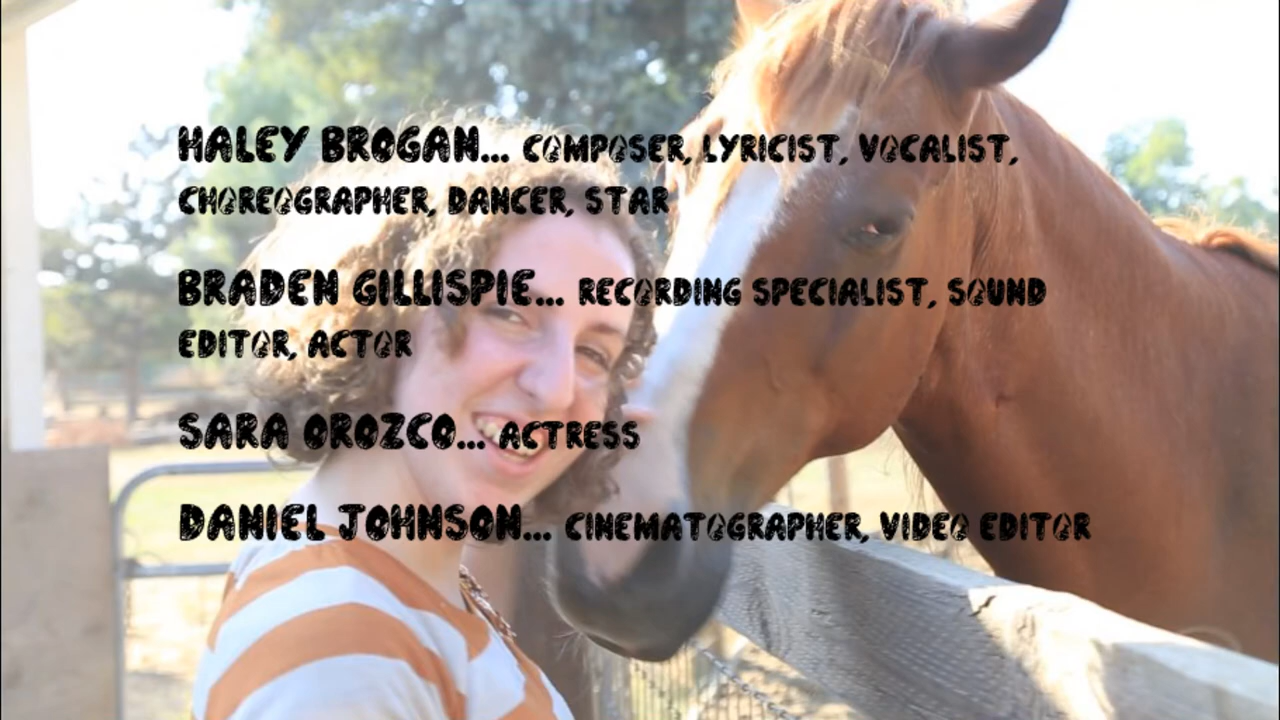 HALEY BROGAN... COMPOSER, LYRICIST, VOCALIST,
CHOREOGRAPHER, DANCER, STAR
BRADEN GILLISPIE... RECORDING SPECIALIST, SOUND
EDITOR, ACTOR
SARA OROZCO... ACTRESS
DANIEL JOHNSON... CINEMATOGRAPHER, VIDEO EDITOR